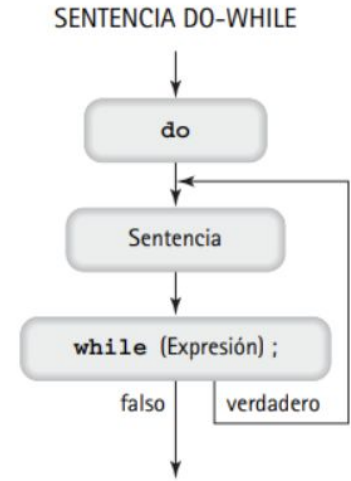 SENTENCIA DO-WHILE
do
Sentencia
while (Expresión) ;
falso
verdadero